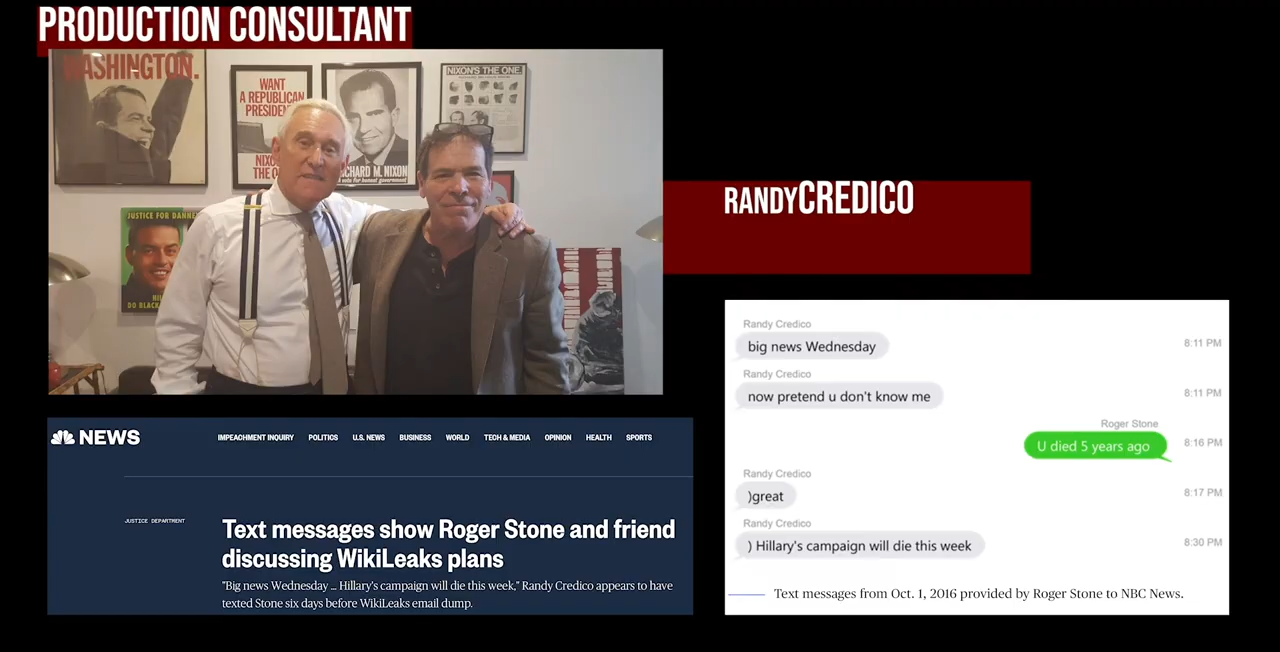 PRODUCTION CONSULTANT
WASHINGTON.
WANT
A REPUBLICAN
NIXON'S THE ONE.
THE
RICHARD M. NIXON
JUSTICE FOR
RANDYCREDICO
NEWS
IMPEACHMENT INQUIRY POLITICS U.S. NEWS BUSINESS WORLD TECH & MEDIA OPINION HEALTH SPORTS
JUSTICE DEPARTMENT
Text messages show Roger Stone and friend
discussing WikiLeaks plans
"Big news Wednesday ... Hillary's campaign will die this week," Randy Credico appears to have
texted Stone six days before WikiLeaks email dump.
Randy Credico
big news Wednesday 8:11 PM
Randy Credico
now pretend u don't know me 8:11 PM
Roger Stone
U died 5 years ago 8:16 PM
Randy Credico
)great 8:17 PM
Randy Credico
) Hillary's campaign will die this week 8:30 PM
Text messages from Oct. 1, 2016 provided by Roger Stone to NBC News.